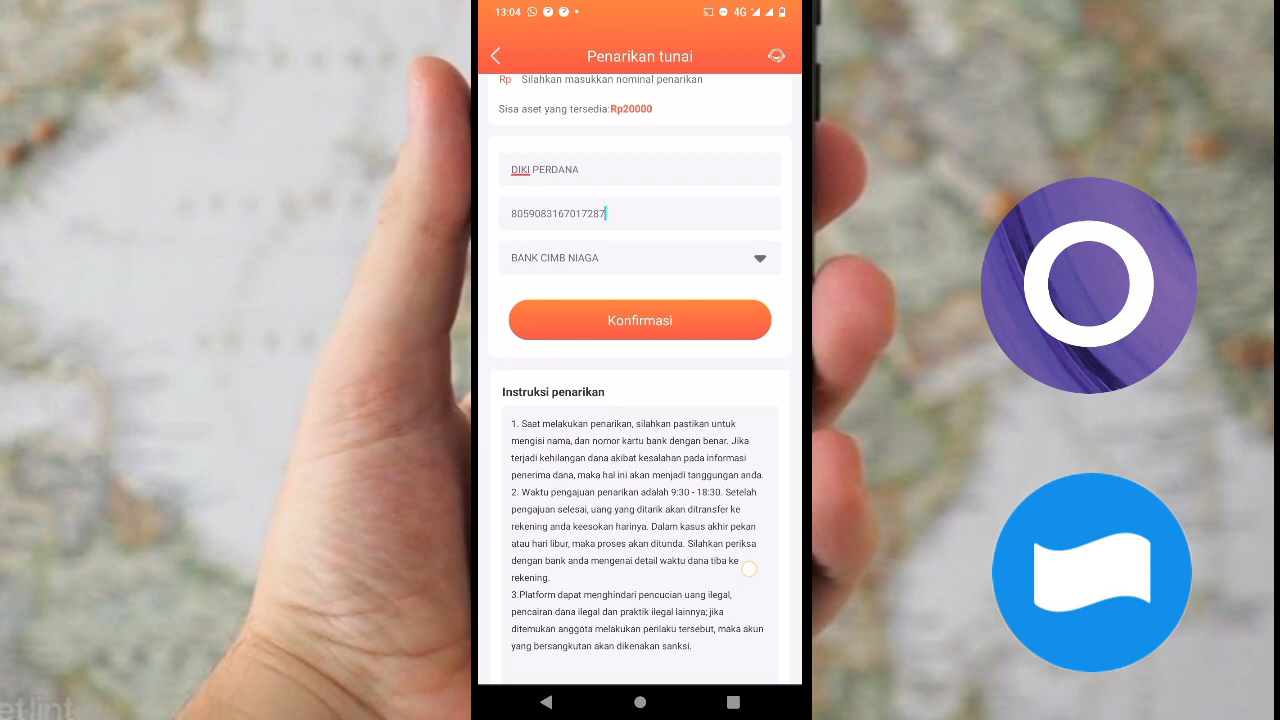 13:04
4G
Penarikan tunai
Rp Silahkan masukkan nominal penarikan
Sisa aset yang tersedia:Rp20000
DIKI PERDANA
8059083167017287
BANK CIMB NIAGA
Konfirmasi
Instruksi penarikan
1. Saat melakukan penarikan, silahkan pastikan untuk
mengisi nama, dan nomor kartu bank dengan benar. Jika
terjadi kehilangan dana akibat kesalahan pada informasi
penerima dana, maka hal ini akan menjadi tanggungan anda.
2. Waktu pengajuan penarikan adalah 9:30 - 18:30. Setelah
pengajuan selesai, uang yang ditarik akan ditransfer ke
rekening anda keesokan harinya. Dalam kasus akhir pekan
atau hari libur, maka proses akan ditunda. Silahkan periksa
dengan bank anda mengenai detail waktu dana tiba ke
rekening.
3.Platform dapat menghindari pencucian uang ilegal,
pencairan dana ilegal dan praktik ilegal lainnya; jika
ditemukan anggota melakukan perilaku tersebut, maka akun
yang bersangkutan akan dikenakan sanksi.